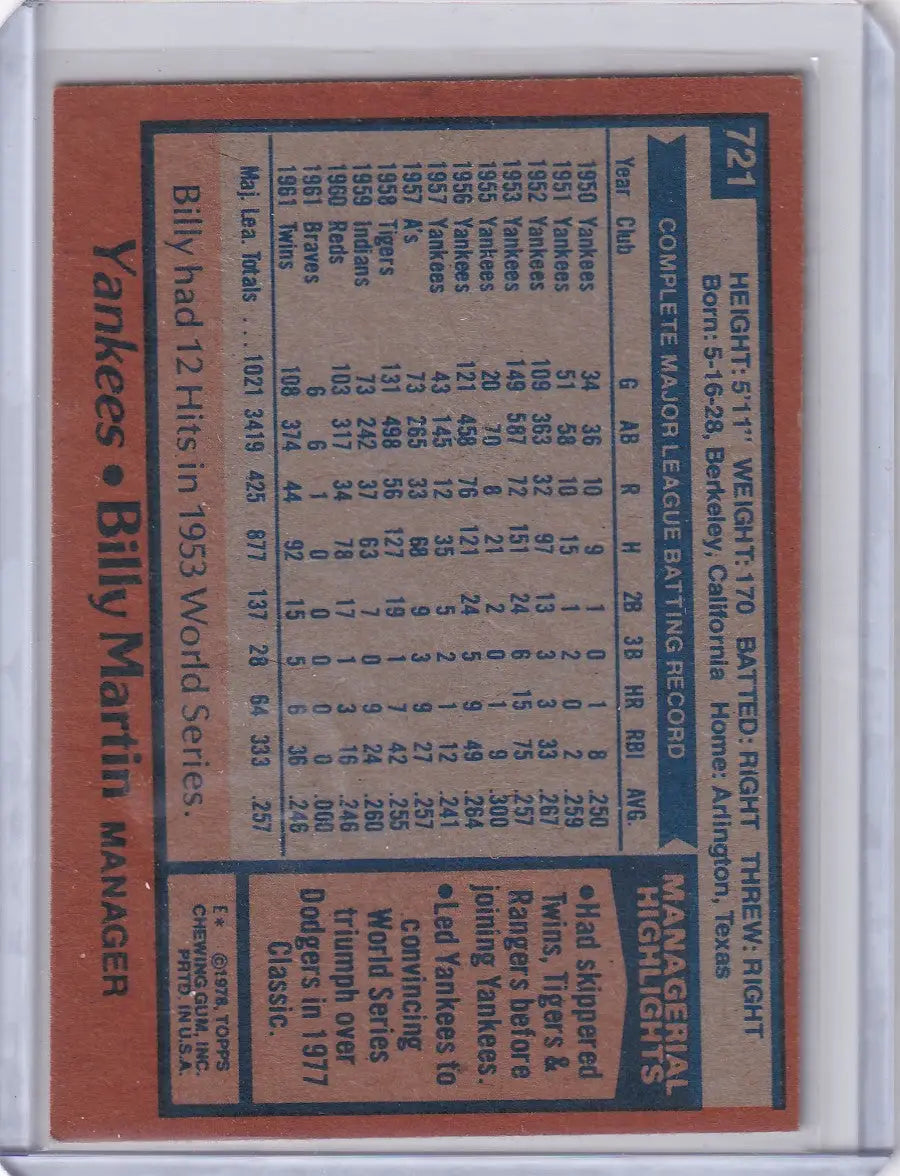 721
HEIGHT: 5'11" WEIGHT: 170 BATTED: RIGHT THREW: RIGHT
Born: 5-16-28, Berkeley, California Home: Arlington, Texas
COMPLETE MAJOR LEAGUE BATTING RECORD
Year Club G AB R H 2B 3B HR RBI AVG.
1950 Yankees 34 36 10 9 1 0 1 8 .250
1951 Yankees 51 58 10 15 1 2 0 2 .259
1952 Yankees 109 363 32 97 13 3 3 33 .267
1953 Yankees 149 587 72 151 24 6 15 75 .257
1955 Yankees 20 70 8 21 2 0 1 9 .300
1956 Yankees 121 458 76 121 24 5 9 49 .264
1957 Yankees 43 145 12 35 5 2 1 12 .241
1957 A's 73 265 33 68 9 3 9 27 .257
1958 Tigers 131 498 56 127 19 1 7 42 .255
1959 Indians 73 242 37 63 7 0 9 24 .260
1960 Reds 103 317 34 78 17 1 3 16 .246
1961 Braves 6 6 1 0 0 0 0 0 .000
1961 Twins 108 374 44 92 15 5 6 36 .246
Maj. Lea. Totals ... 1021 3419 425 877 137 28 64 333 .257
Billy had 12 Hits in 1953 World Series.
MANAGERIAL
HIGHLIGHTS
•Had skippered
Twins, Tigers &
Rangers before
joining Yankees.
•Led Yankees to
convincing
World Series
triumph over
Dodgers in 1977
Classic.
E* ©1978, TOPPS
CHEWING GUM, INC.
PRTD. IN U.S.A.
Yankees • Billy Martin MANAGER